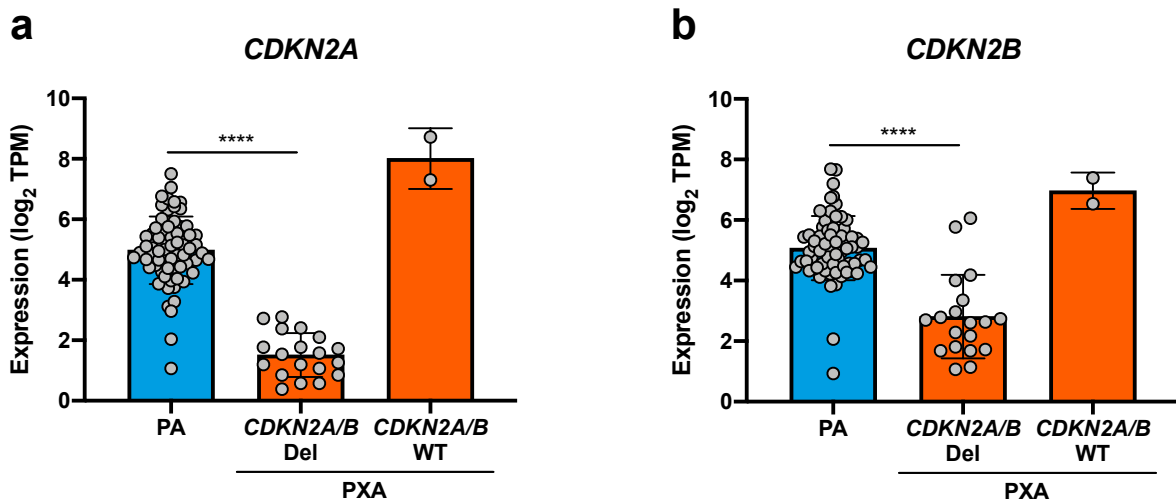 a
CDKN2A
Expression (log2 TPM)
10
8
6
4
2
0
****
PA
CDKN2A/B
Del
CDKN2A/B
WT
PXA
b
CDKN2B
Expression (log2 TPM)
10
8
6
4
2
0
****
PA
CDKN2A/B
Del
CDKN2A/B
WT
PXA